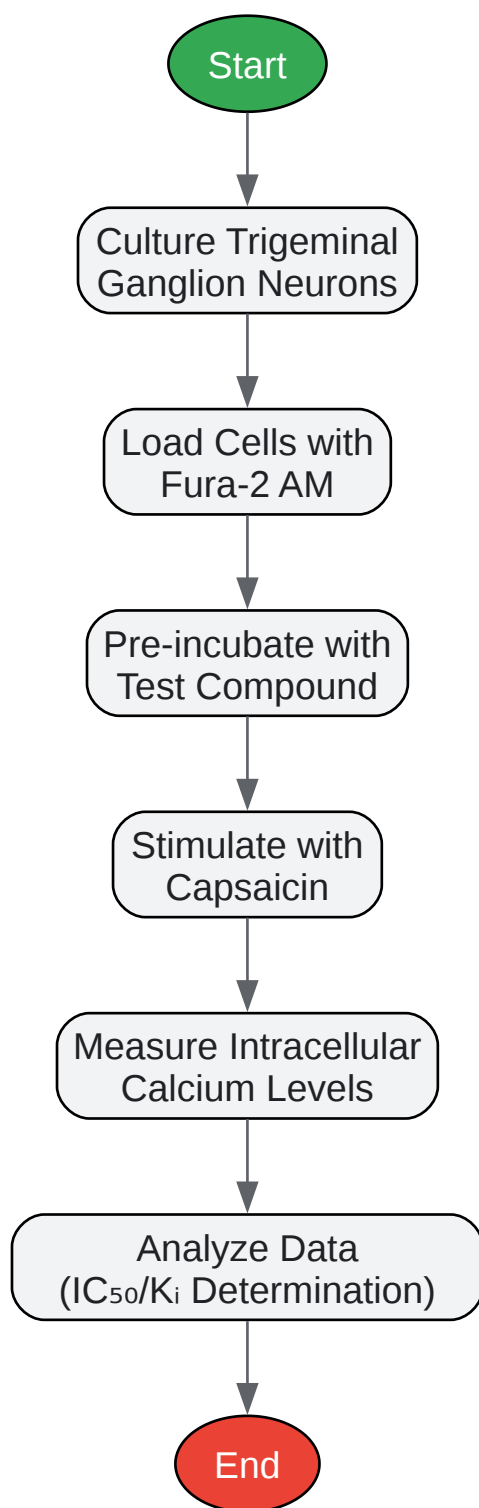 Start
Culture Trigeminal
Ganglion Neurons
Load Cells with
Fura-2 AM
Pre-incubate with
Test Compound
Stimulate with
Capsaicin
Measure Intracellular
Calcium Levels
Analyze Data
(IC₅₀/Kᵢ Determination)
End